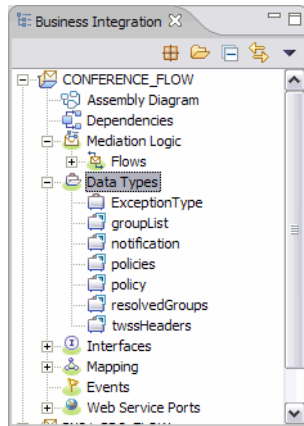 Business Integration
CONFERENCE_FLOW
Assembly Diagram
Dependencies
Mediation Logic
Flows
Data Types
ExceptionType
groupList
notification
policies
policy
resolvedGroups
twssHeaders
Interfaces
Mapping
Events
Web Service Ports